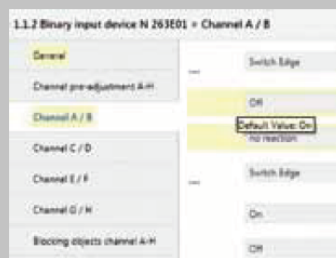 1.1.2 Binary input device N 263E01 > Channel A / B
General
Channel pre-adjustment A-H
Channel A / B
Channel C / D
Channel E / F
Channel G / H
Blocking objects channel A-H
Switch Edge
Off
Default Value: On
no reaction
Switch Edge
On
Off